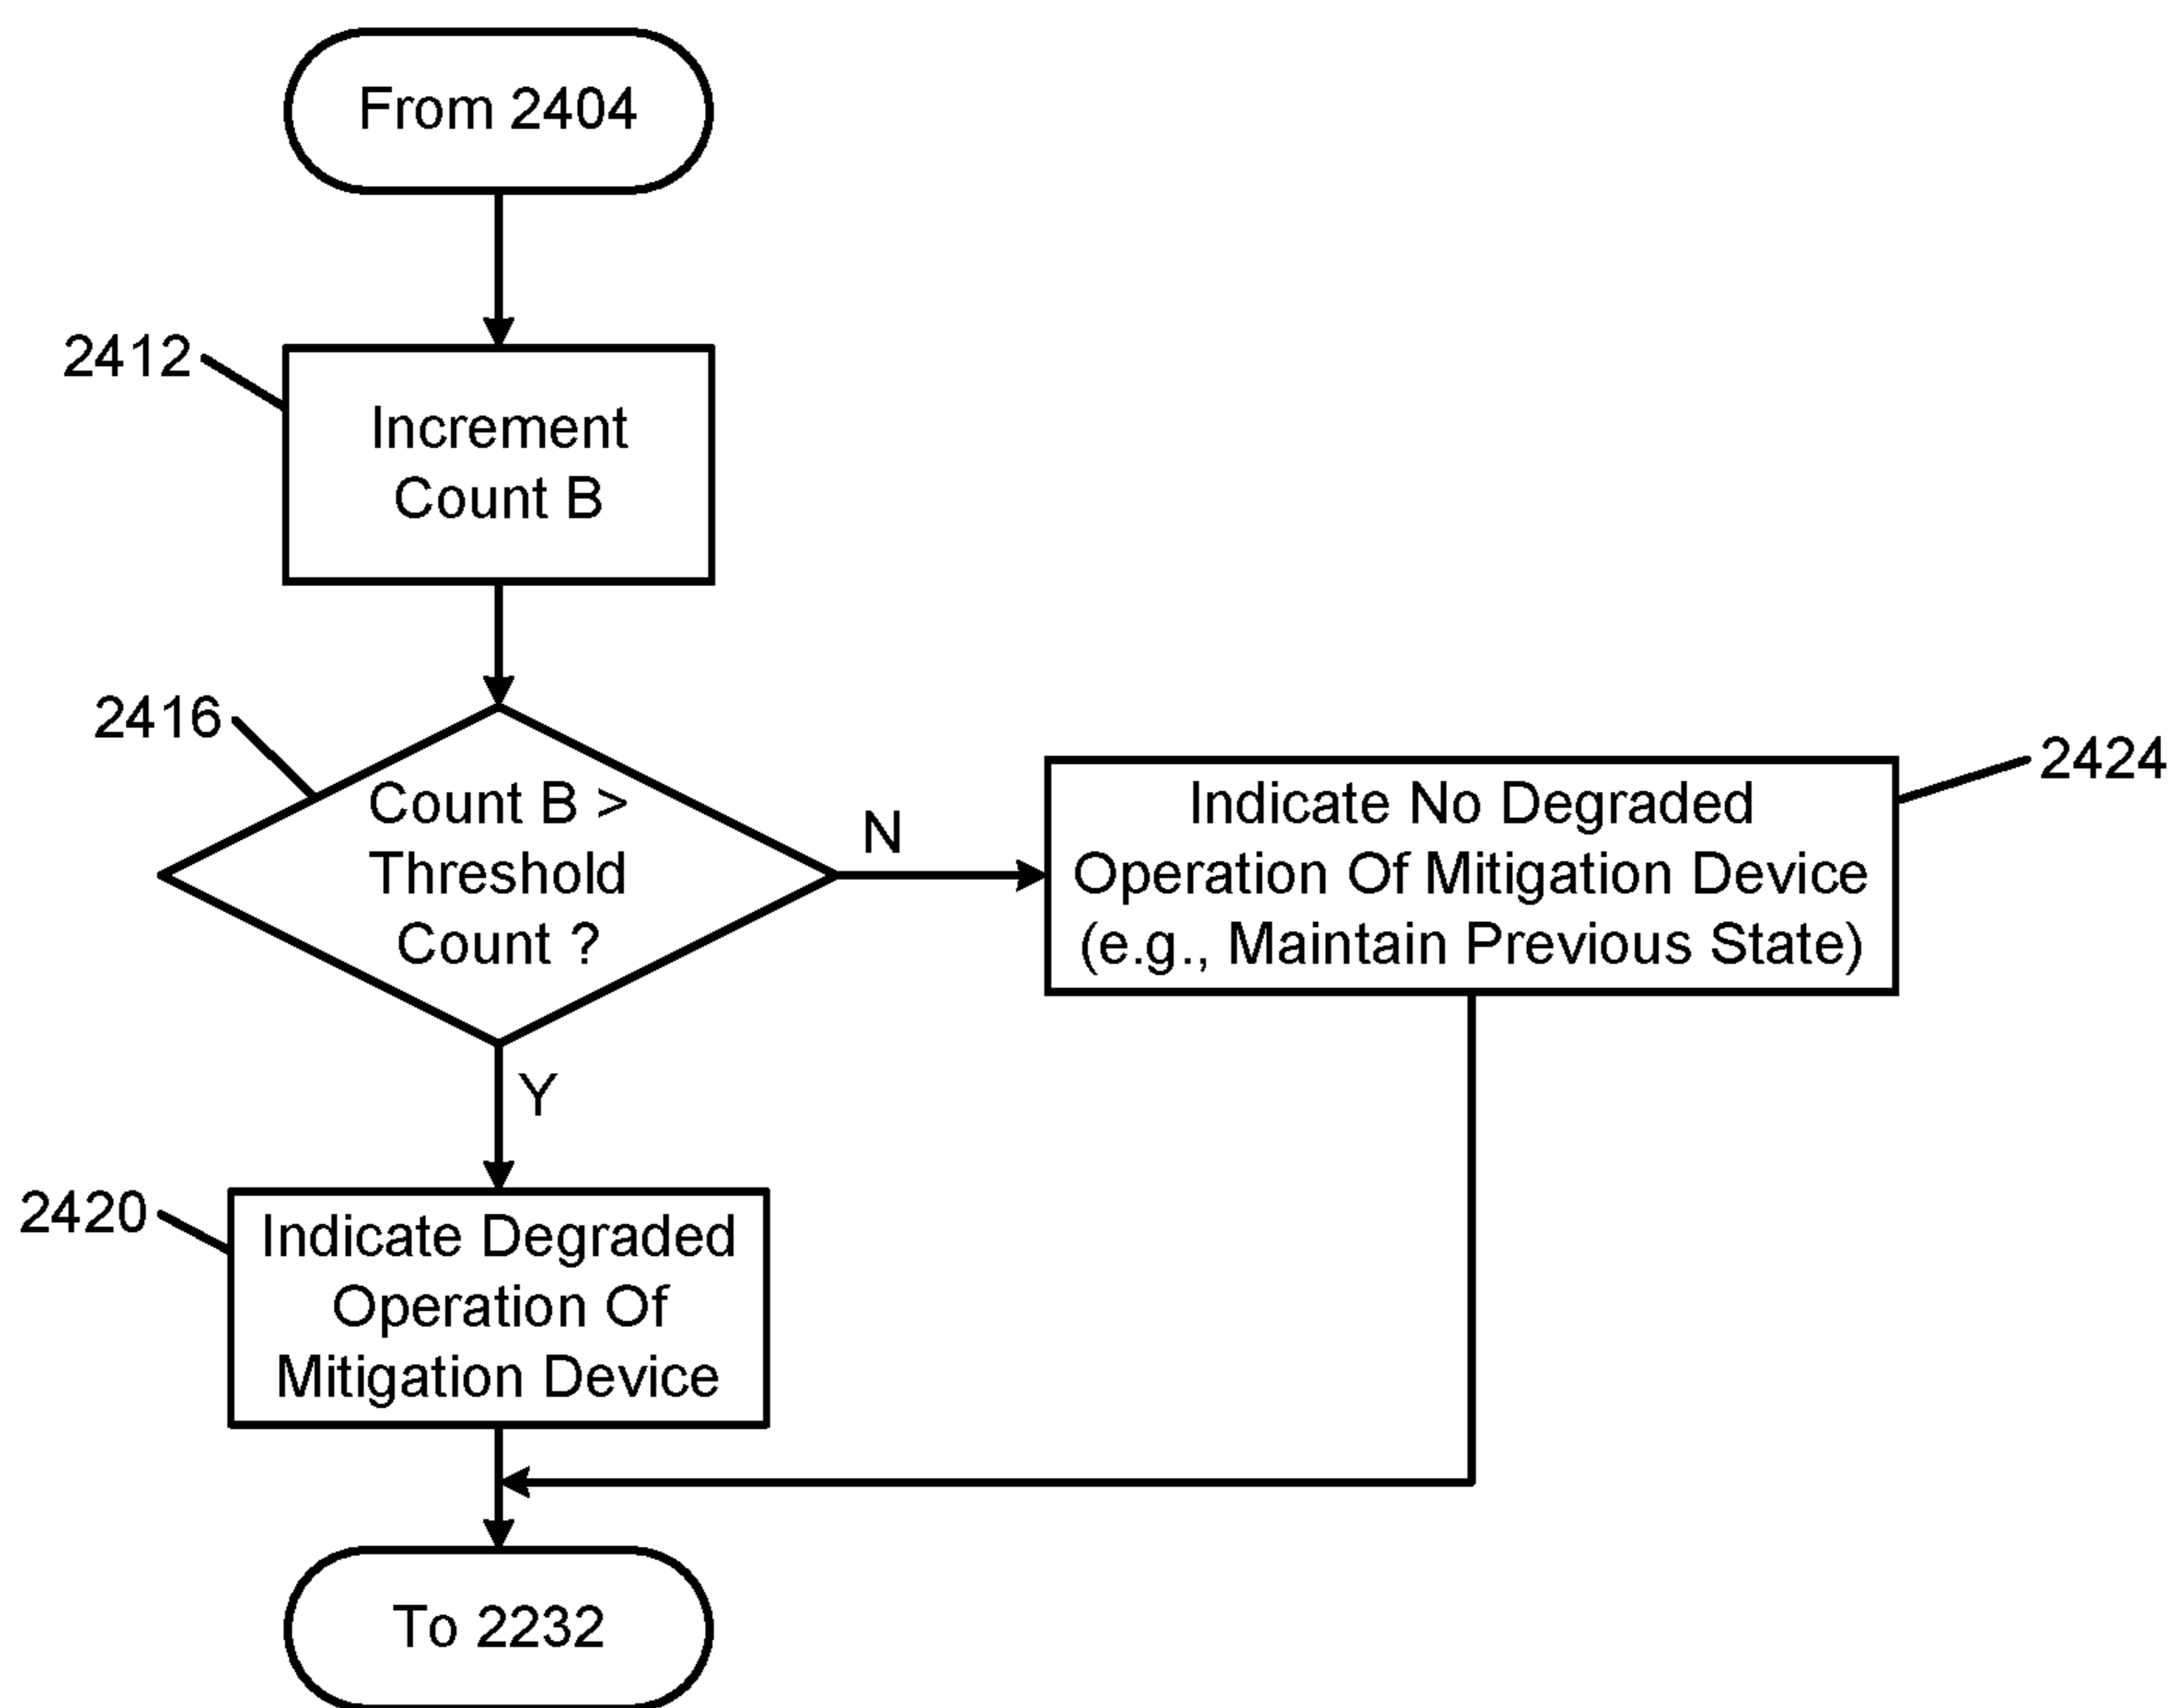 From 2404
2412
Increment
Count B
2416
Count B >
Threshold
Count ?
N
Indicate No Degraded
Operation Of Mitigation Device
(e.g., Maintain Previous State)
2424
Y
2420
Indicate Degraded
Operation Of
Mitigation Device
To 2232